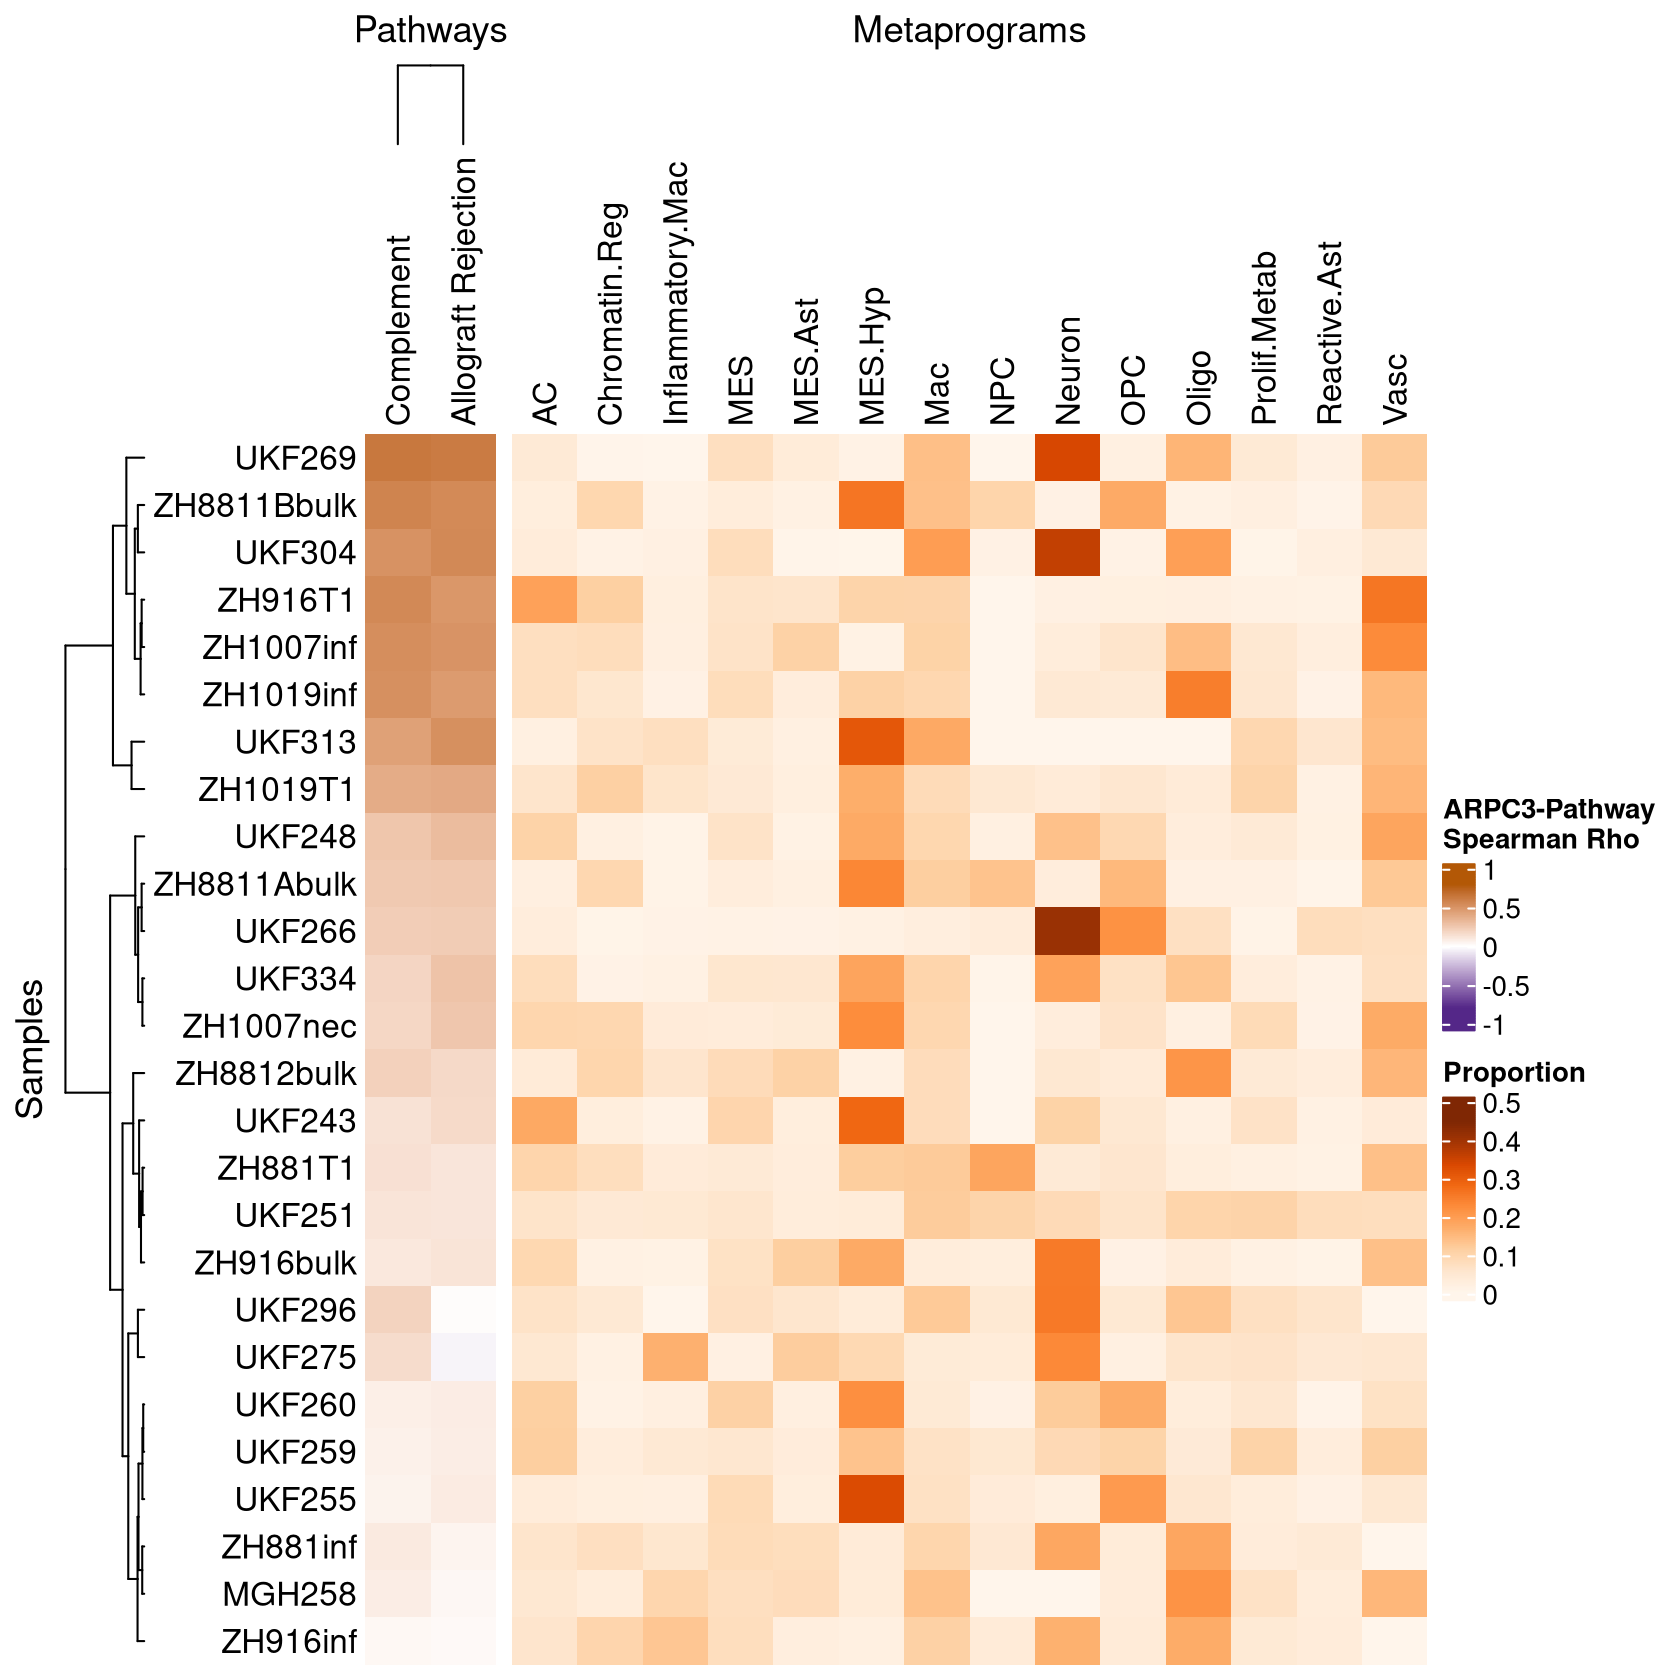 Pathways
Metaprograms
Complement
Allograft Rejection
AC
Chromatin.Reg
Inflammatory.Mac
MES
MES.Ast
MES.Hyp
Mac
NPC
Neuron
OPC
Oligo
Prolif.Metab
Reactive.Ast
Vasc
Samples
UKF269
ZH8811Bbulk
UKF304
ZH916T1
ZH1007inf
ZH1019inf
UKF313
ZH1019T1
UKF248
ZH8811Abulk
UKF266
UKF334
ZH1007nec
ZH8812bulk
UKF243
ZH881T1
UKF251
ZH916bulk
UKF296
UKF275
UKF260
UKF259
UKF255
ZH881inf
MGH258
ZH916inf
ARPC3-Pathway
Spearman Rho
1
0.5
0
-0.5
-1
Proportion
0.5
0.4
0.3
0.2
0.1
0